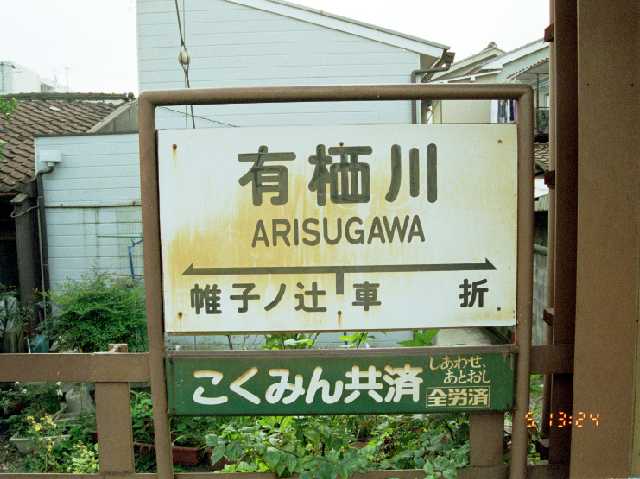 有栖川
ARISUGAWA
帷子ノ辻 車 折
こくみん共済
しあわせ、
あとおし
全労済
5 13:24